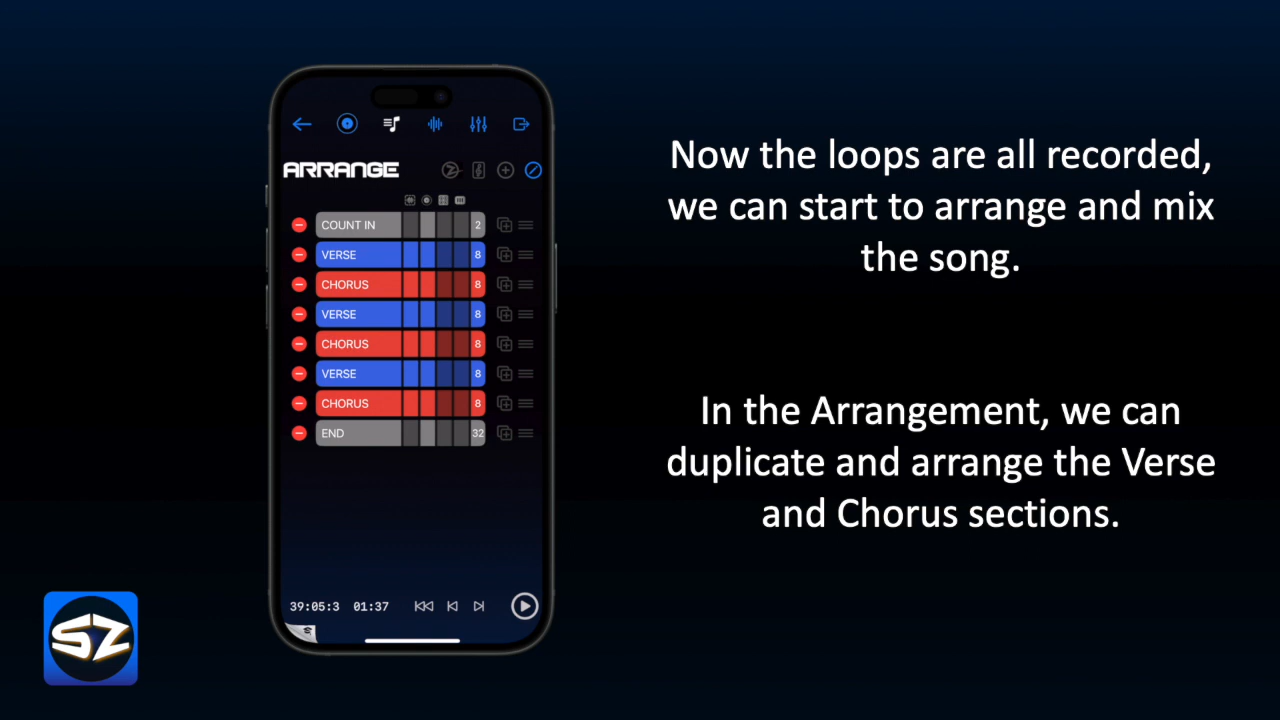 ARRANGE
COUNT IN 2
VERSE 8
CHORUS 8
VERSE 8
CHORUS 8
VERSE 8
CHORUS 8
END 32
39:05:3 01:37
Now the loops are all recorded,
we can start to arrange and mix
the song.
In the Arrangement, we can
duplicate and arrange the Verse
and Chorus sections.
SZ